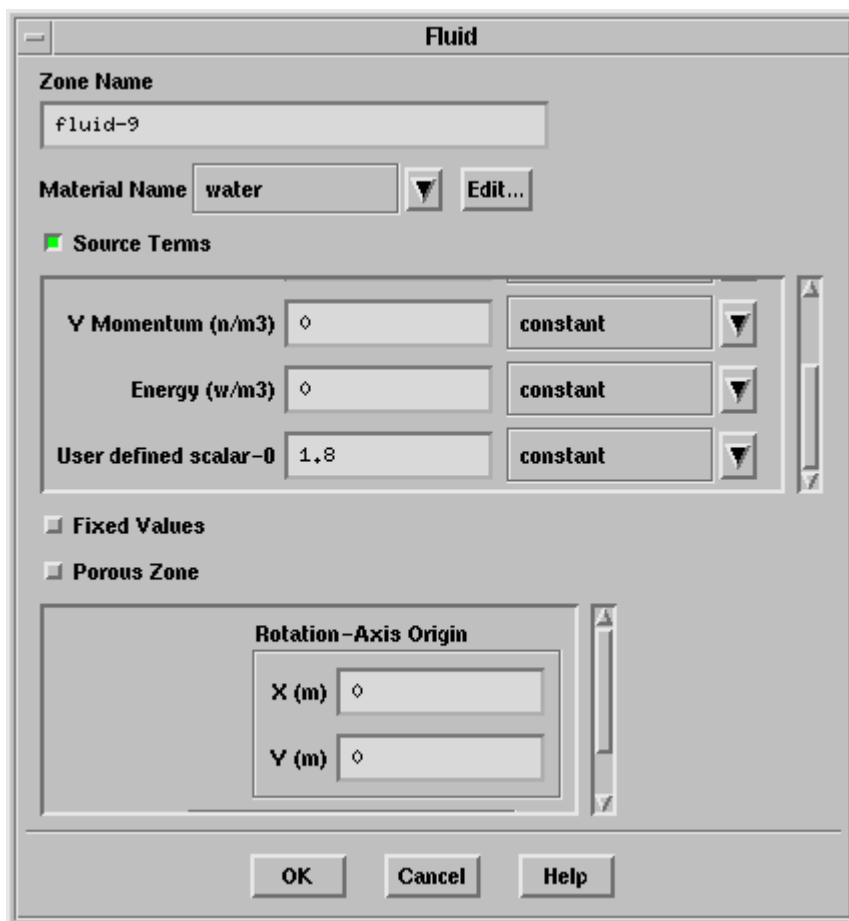 Fluid
Zone Name
fluid-9
Material Name water Edit...
Source Terms
Y Momentum (n/m3) 0 constant
Energy (w/m3) 0 constant
User defined scalar-0 1.8 constant
Fixed Values
Porous Zone
Rotation-Axis Origin
X (m) 0
Y (m) 0
OK Cancel Help